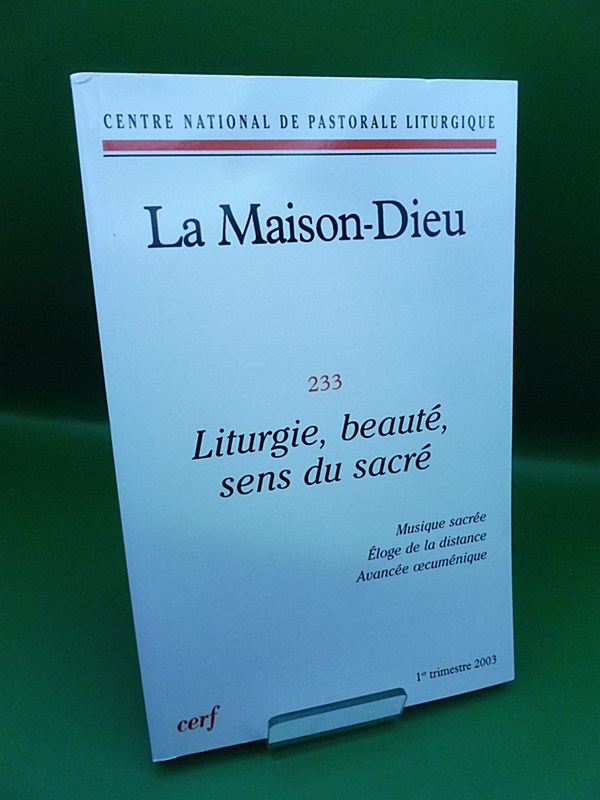 CENTRE NATIONAL DE PASTORALE LITURGIQUE
La Maison-Dieu
233
Liturgie, beauté,
sens du sacré
Musique sacrée
Éloge de la distance
Avancée œcuménique
1er trimestre 2003
cerf